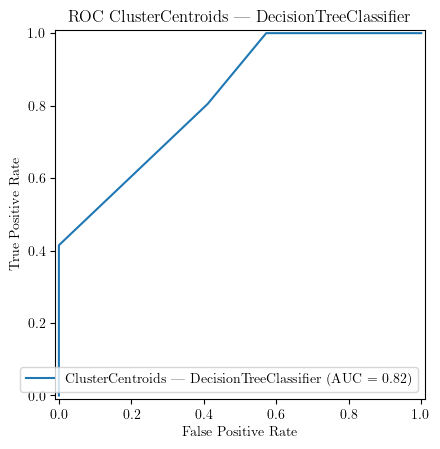 ROC ClusterCentroids — DecisionTreeClassifier
1.0
0.8
0.6
0.4
0.2
0.0
True Positive Rate
ClusterCentroids — DecisionTreeClassifier (AUC = 0.82)
0.0 0.2 0.4 0.6 0.8 1.0
False Positive Rate